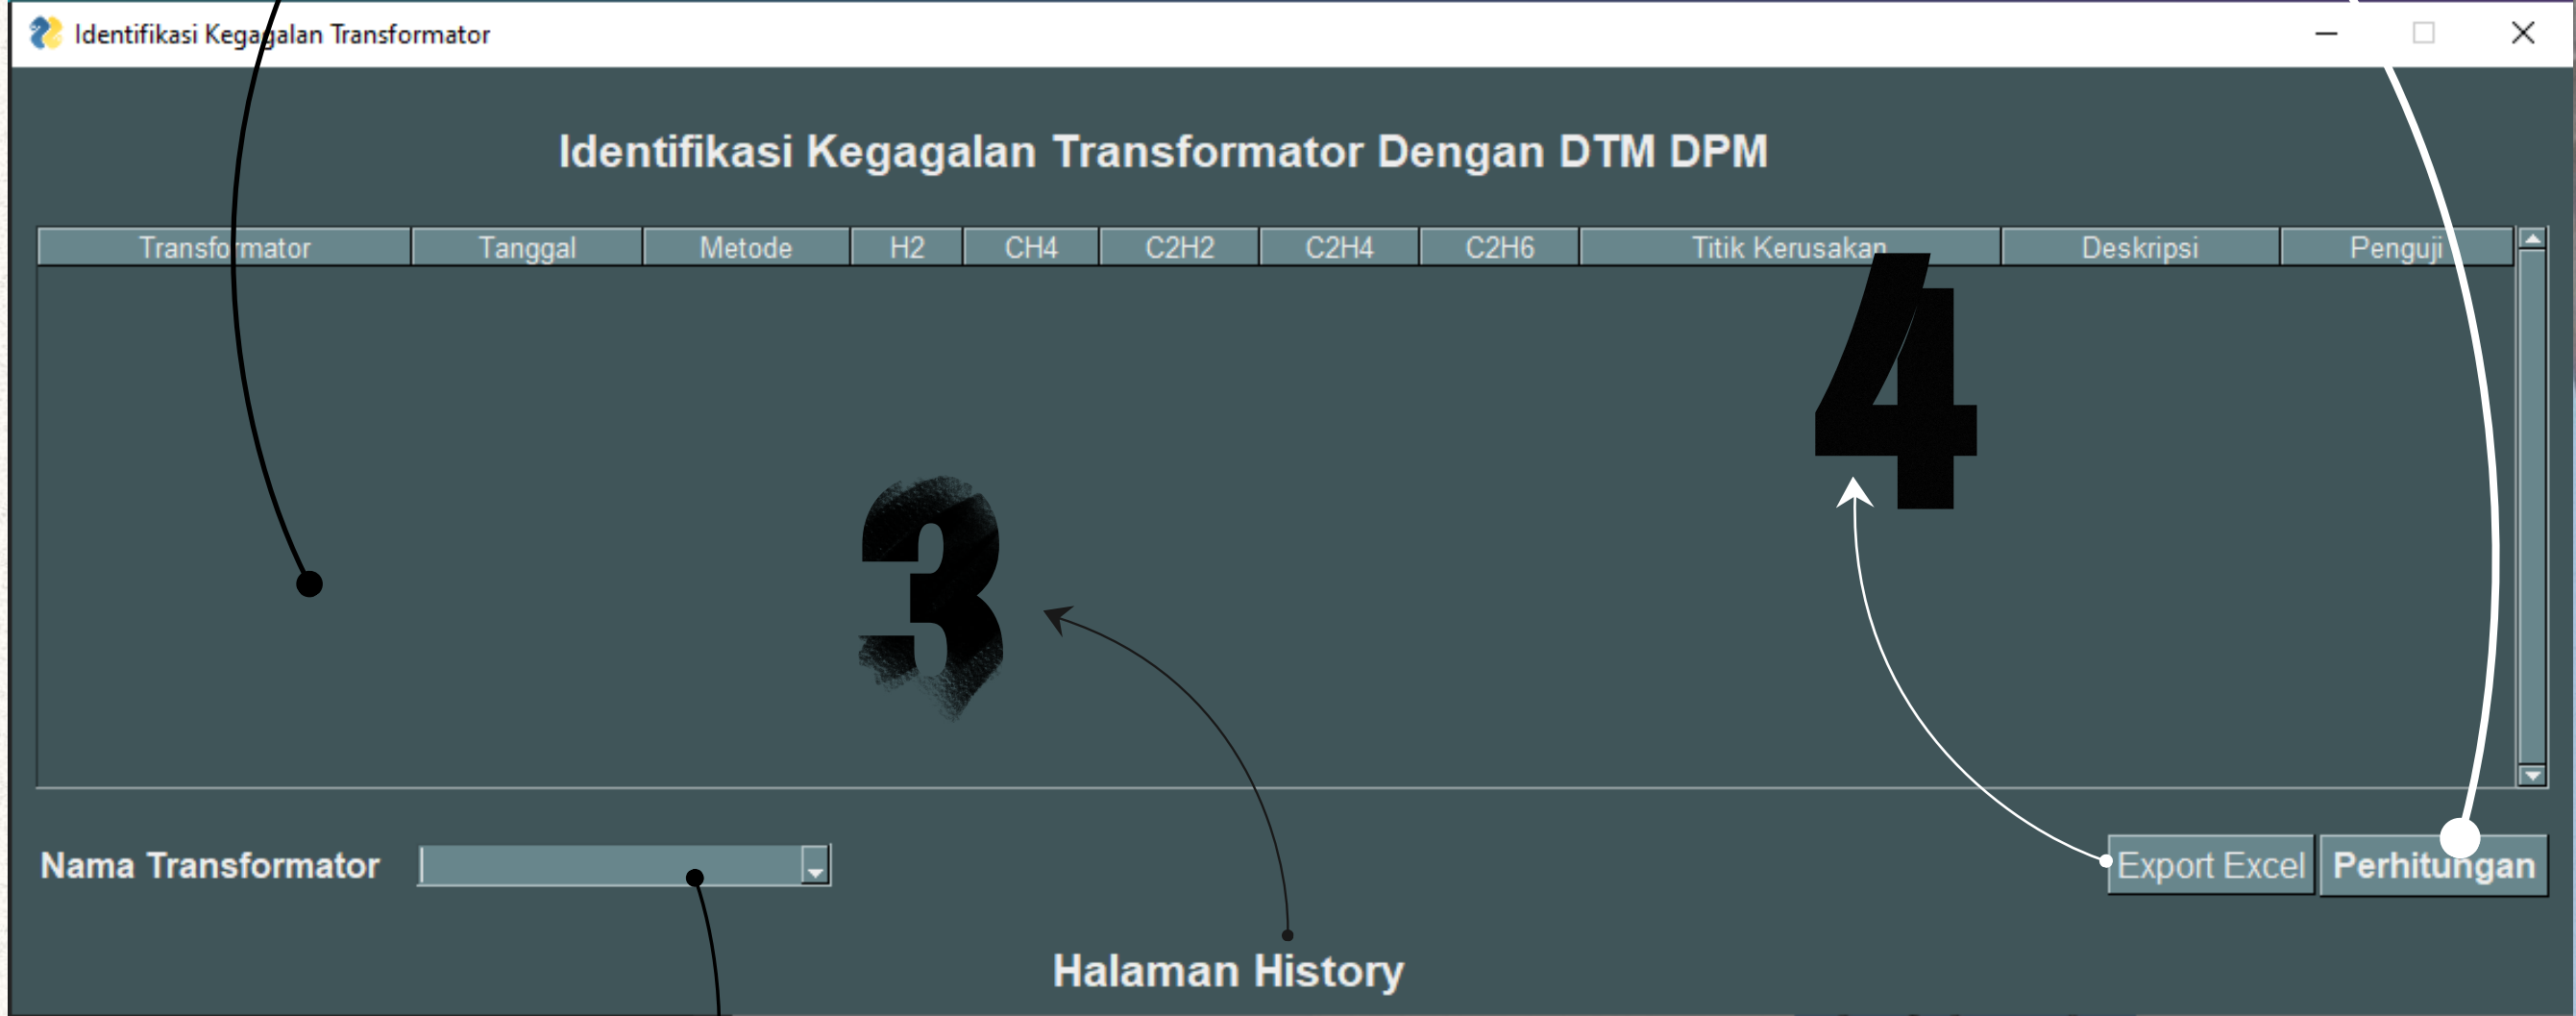 Identifikasi Kegagalan Transformator
Identifikasi Kegagalan Transformator Dengan DTM DPM
Transformator Tanggal Metode H2 CH4 C2H2 C2H4 C2H6 Titik Kerusakan Deskripsi Penguji
4
3
Nama Transformator Export Excel Perhitungan
Halaman History